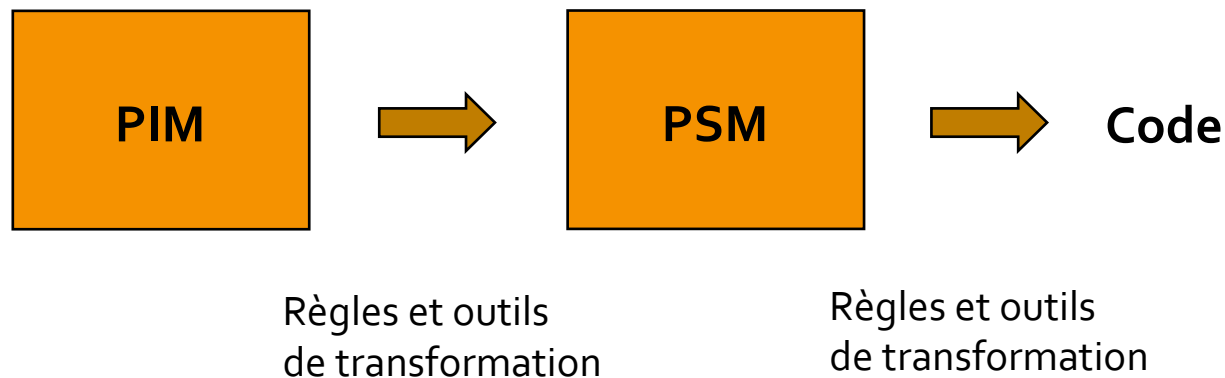 PIM
PSM
Code
Règles et outils
de transformation
Règles et outils
de transformation